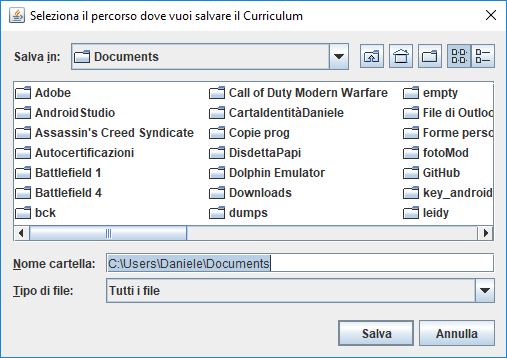 Seleziona il percorso dove vuoi salvare il Curriculum
Salva in: Documents
Adobe Call of Duty Modern Warfare empty
AndroidStudio CartaIdentitàDaniele File di Outloo
Assassin's Creed Syndicate Copie prog Forme perso
Autocertificazioni DisdettaPapi fotoMod
Battlefield 1 Dolphin Emulator GitHub
Battlefield 4 Downloads key_android
bck dumps leidy
Nome cartella: C:\Users\Daniele\Documents
Tipo di file: Tutti i file
Salva Annulla